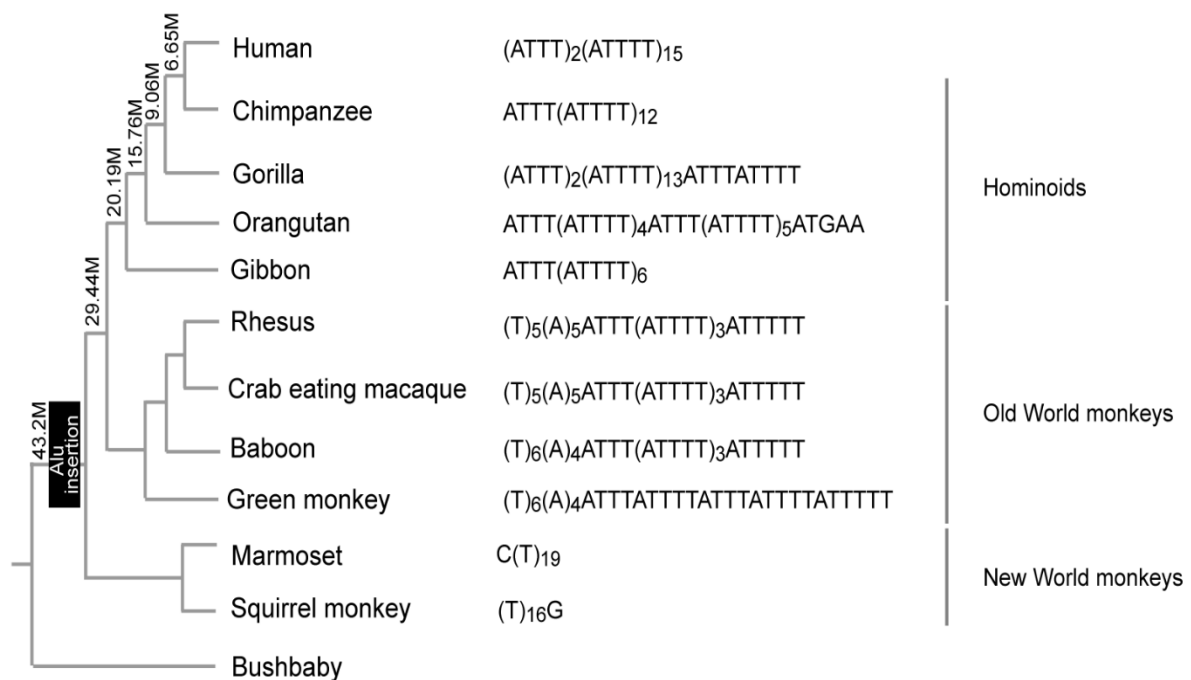 6.65M
9.06M
15.76M
20.19M
29.44M
43.2M
Alu
insertion
Human (ATTT)2(ATTTT)15
Chimpanzee ATTT(ATTTT)12
Gorilla (ATTT)2(ATTTT)13ATTTATTTT
Orangutan ATTT(ATTTT)4ATTT(ATTTT)5ATGAA
Gibbon ATTT(ATTTT)6
Hominoids
Rhesus (T)5(A)5ATTT(ATTTT)3ATTTTT
Crab eating macaque (T)5(A)5ATTT(ATTTT)3ATTTTT
Baboon (T)6(A)4ATTT(ATTTT)3ATTTTT
Green monkey (T)6(A)4ATTTATTTTATTTATTTTATTTTT
Old World monkeys
Marmoset C(T)19
Squirrel monkey (T)16G
New World monkeys
Bushbaby